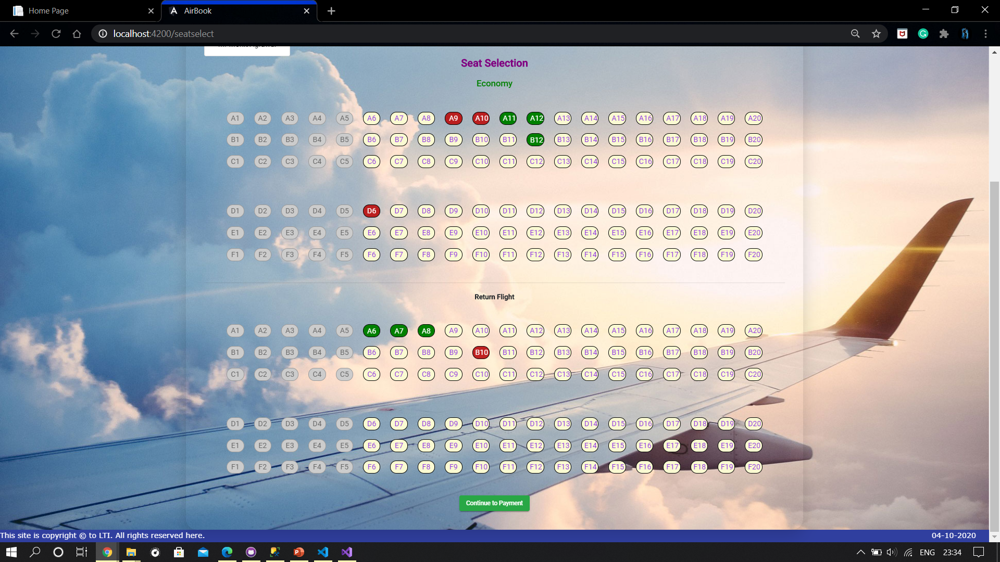 Home Page
AirBook
localhost:4200/seatselect
Seat Selection
Economy
A1 A2 A3 A4 A5 A6 A7 A8 A9 A10 A11 A12 A13 A14 A15 A16 A17 A18 A19 A20
B1 B2 B3 B4 B5 B6 B7 B8 B9 B10 B11 B12 B13 B14 B15 B16 B17 B18 B19 B20
C1 C2 C3 C4 C5 C6 C7 C8 C9 C10 C11 C12 C13 C14 C15 C16 C17 C18 C19 C20
D1 D2 D3 D4 D5 D6 D7 D8 D9 D10 D11 D12 D13 D14 D15 D16 D17 D18 D19 D20
E1 E2 E3 E4 E5 E6 E7 E8 E9 E10 E11 E12 E13 E14 E15 E16 E17 E18 E19 E20
F1 F2 F3 F4 F5 F6 F7 F8 F9 F10 F11 F12 F13 F14 F15 F16 F17 F18 F19 F20
Return Flight
A1 A2 A3 A4 A5 A6 A7 A8 A9 A10 A11 A12 A13 A14 A15 A16 A17 A18 A19 A20
B1 B2 B3 B4 B5 B6 B7 B8 B9 B10 B11 B12 B13 B14 B15 B16 B17 B18 B19 B20
C1 C2 C3 C4 C5 C6 C7 C8 C9 C10 C11 C12 C13 C14 C15 C16 C17 C18 C19 C20
D1 D2 D3 D4 D5 D6 D7 D8 D9 D10 D11 D12 D13 D14 D15 D16 D17 D18 D19 D20
E1 E2 E3 E4 E5 E6 E7 E8 E9 E10 E11 E12 E13 E14 E15 E16 E17 E18 E19 E20
F1 F2 F3 F4 F5 F6 F7 F8 F9 F10 F11 F12 F13 F14 F15 F16 F17 F18 F19 F20
Continue to Payment
This site is copyright © to LTI. All rights reserved here. 04-10-2020
ENG 23:34